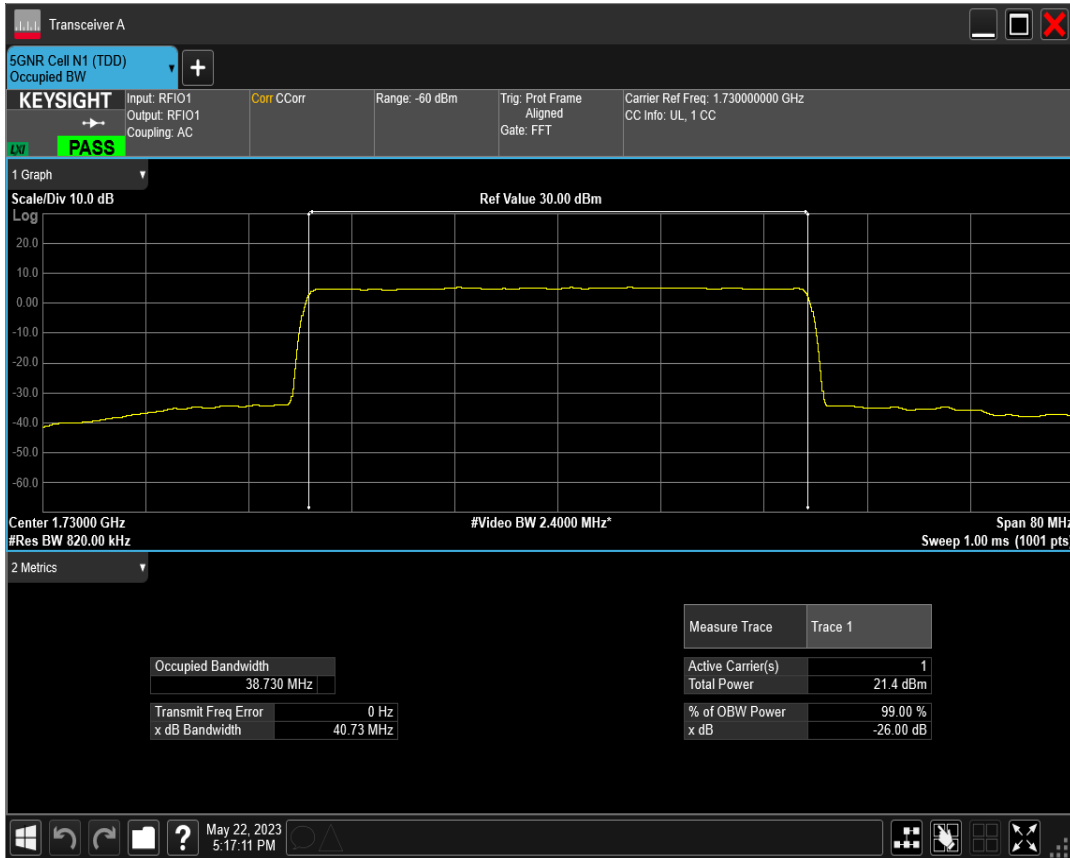 Transceiver A
5GNR Cell N1 (TDD)
Occupied BW
+
KEYSIGHT
LXI
PASS
Input: RFIO1
Output: RFIO1
Coupling: AC
Corr CCorr
Range: -60 dBm
Trig: Prot Frame
Aligned
Gate: FFT
Carrier Ref Freq: 1.730000000 GHz
CC Info: UL, 1 CC
1 Graph
Scale/Div 10.0 dB
Ref Value 30.00 dBm
Log
20.0
10.0
0.00
-10.0
-20.0
-30.0
-40.0
-50.0
-60.0
Center 1.73000 GHz
#Video BW 2.4000 MHz*
Span 80 MHz
#Res BW 820.00 kHz
Sweep 1.00 ms (1001 pts)
2 Metrics
Measure Trace Trace 1
Occupied Bandwidth
38.730 MHz
Active Carrier(s) 1
Total Power 21.4 dBm
Transmit Freq Error 0 Hz
x dB Bandwidth 40.73 MHz
% of OBW Power 99.00 %
x dB -26.00 dB
?
May 22, 2023
5:17:11 PM